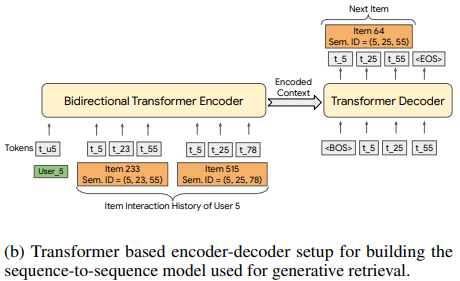 Next Item
Item 64
Sem. ID = (5, 25, 55)
t_5 t_25 t_55 <EOS>
Bidirectional Transformer Encoder
Encoded
Context
Transformer Decoder
Tokens t_u5 t_5 t_23 t_55 t_5 t_25 t_78
<BOS> t_5 t_25 t_55
User_5
Item 233
Sem. ID = (5, 23, 55)
Item 515
Sem. ID = (5, 25, 78)
Item Interaction History of User 5
(b) Transformer based encoder-decoder setup for building the
sequence-to-sequence model used for generative retrieval.